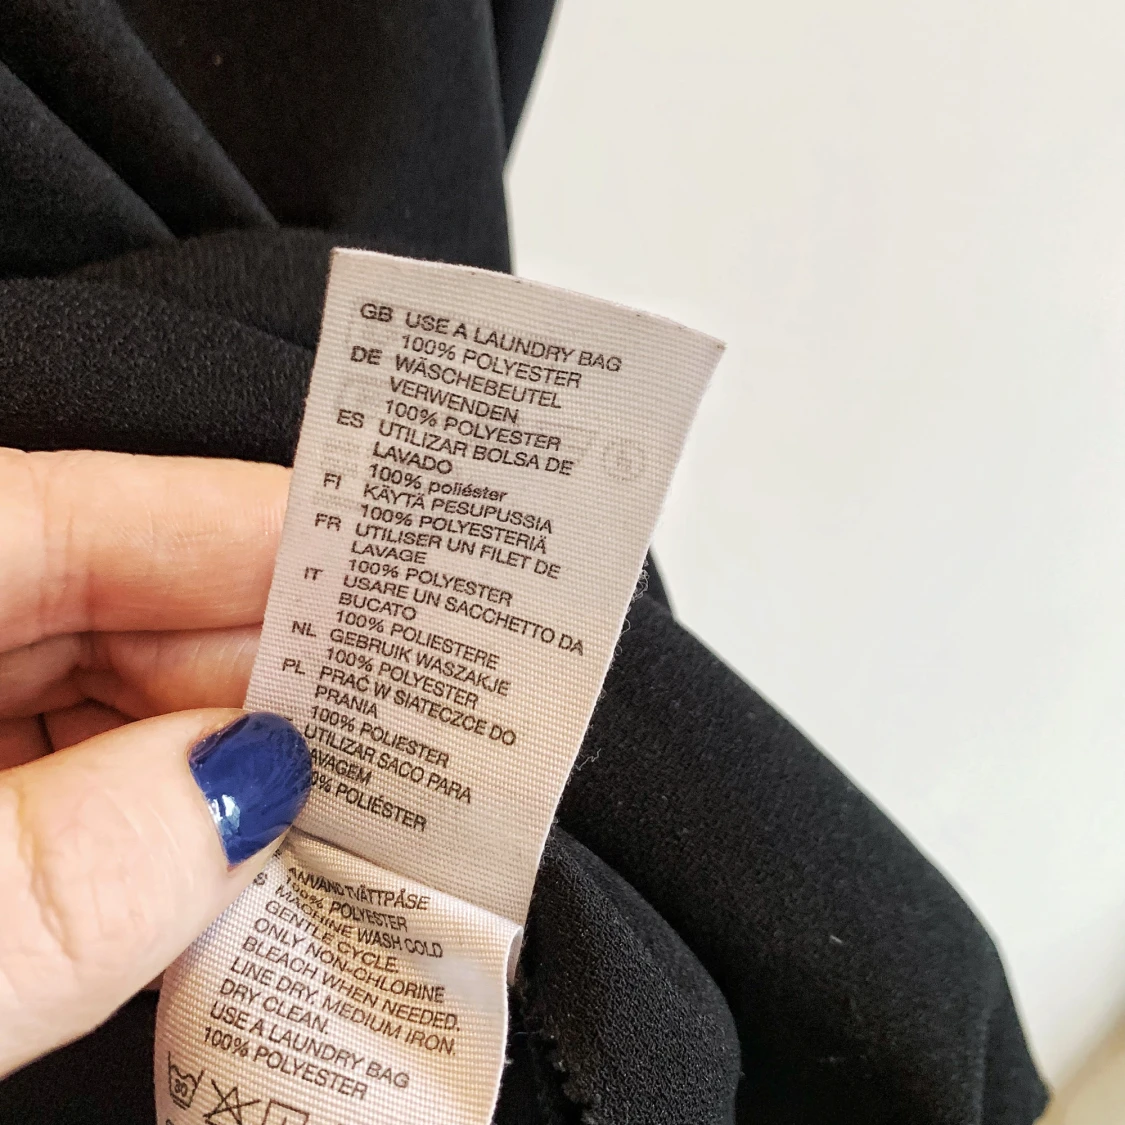 GB USE A LAUNDRY BAG
100% POLYESTER
DE WÄSCHEBEUTEL
VERWENDEN
100% POLYESTER
ES UTILIZAR BOLSA DE
LAVADO
100% poliéster
FI KÄYTÄ PESUPUSSIA
100% POLYESTERIÄ
FR UTILISER UN FILET DE
LAVAGE
100% POLYESTER
IT USARE UN SACCHETTO DA
BUCATO
100% POLIESTERE
NL GEBRUIK WASZAKJE
100% POLYESTER
PL PRAĆ W SIATECZCE DO
PRANIA
100% POLIESTER
UTILIZAR SACO PARA
AVAGEM
0% POLIÉSTER
TVÄTTPÅSE
100% POLYESTER
MACHINE WASH COLD
GENTLE CYCLE.
ONLY NON-CHLORINE
BLEACH WHEN NEEDED.
LINE DRY. MEDIUM IRON.
DRY CLEAN.
USE A LAUNDRY BAG
100% POLYESTER
30